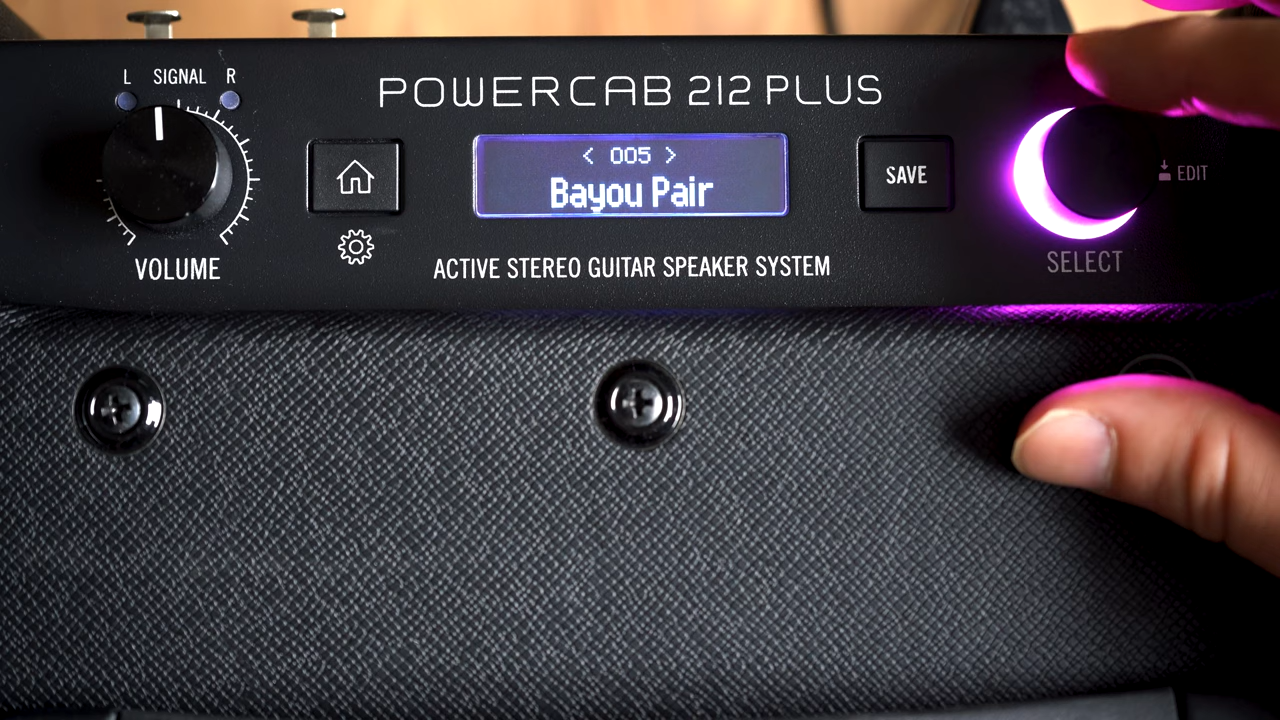 L SIGNAL R
POWERCAB 212 PLUS
< 005 >
Bayou Pair
SAVE
EDIT
VOLUME
ACTIVE STEREO GUITAR SPEAKER SYSTEM
SELECT